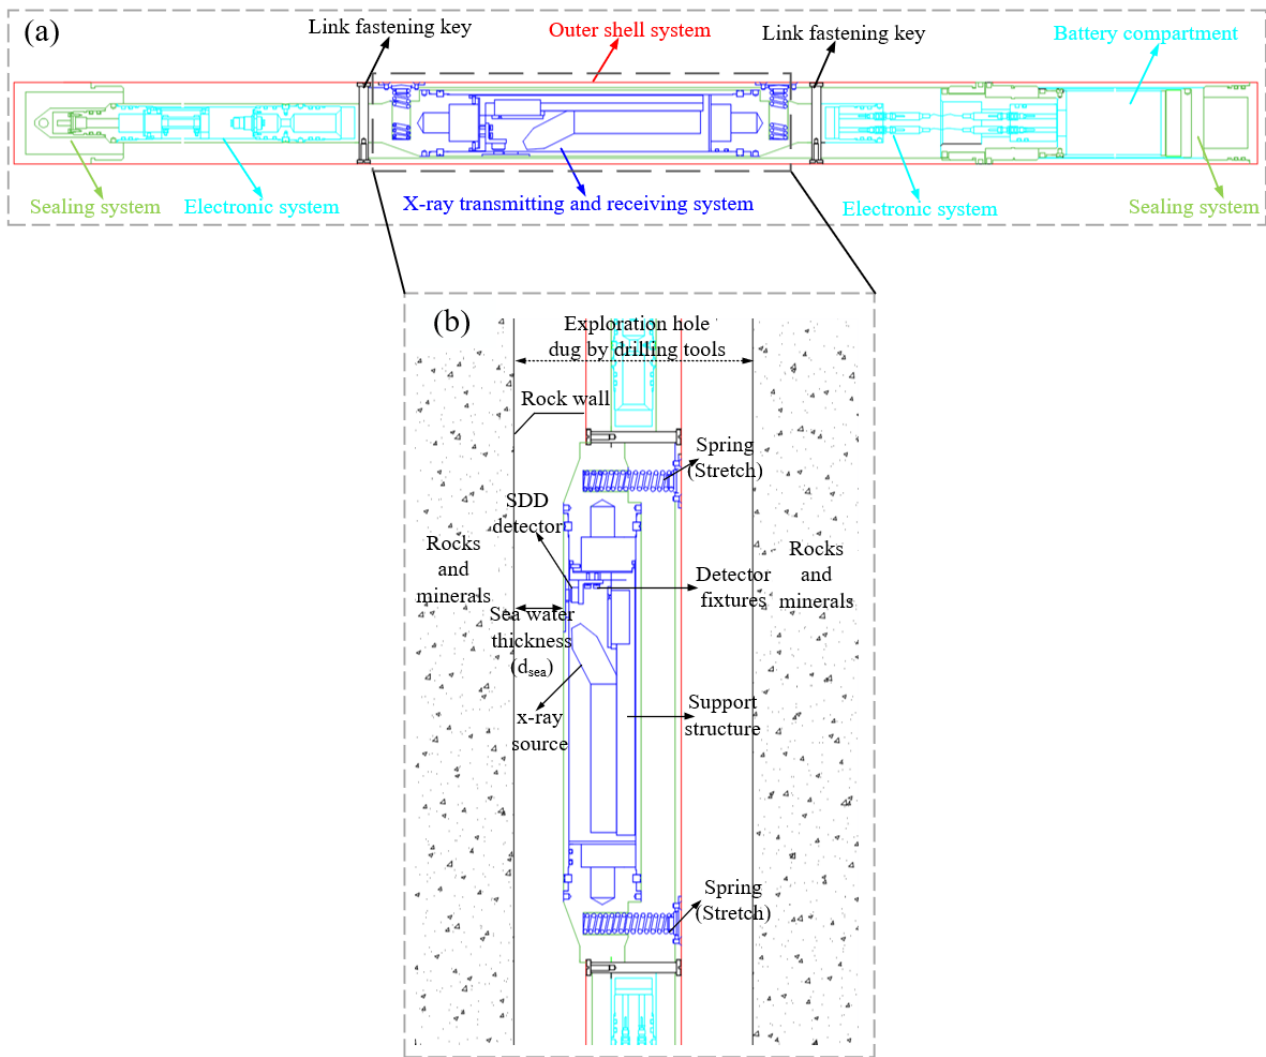 (a)
Link fastening key
Outer shell system
Link fastening key
Battery compartment
Sealing system
Electronic system
X-ray transmitting and receiving system
Electronic system
Sealing system
(b)
Exploration hole
dug by drilling tools
Rock wall
Spring
(Stretch)
SDD
detector
Rocks
and
minerals
Detector
fixtures
Rocks
and
minerals
Sea water
thickness
(d_sea)
x-ray
source
Support
structure
Spring
(Stretch)